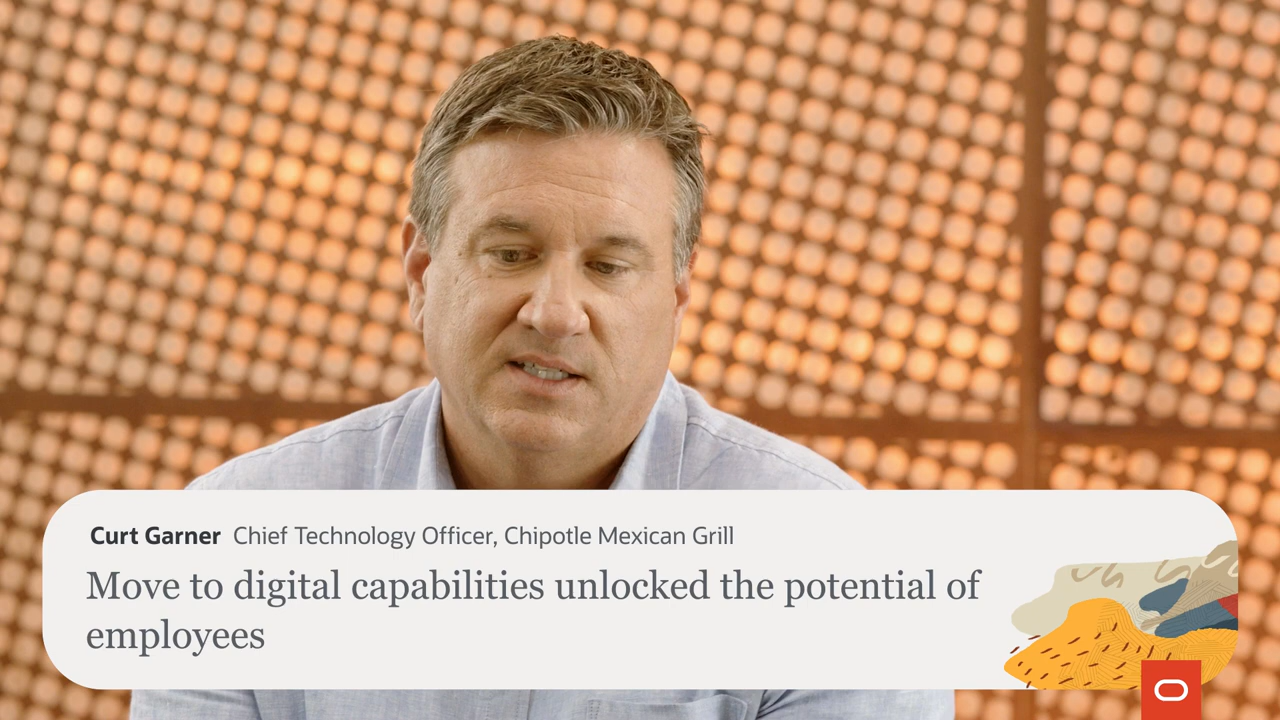 Curt Garner Chief Technology Officer, Chipotle Mexican Grill
Move to digital capabilities unlocked the potential of
employees